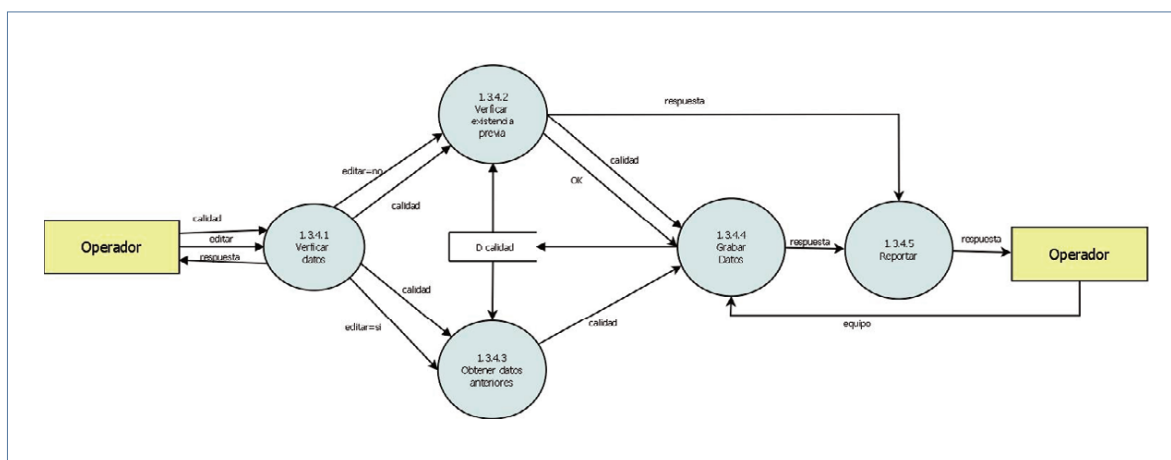 1.3.4.2
Verficar
existencia
previa
respuesta
editar=no
calidad
calidad
OK
calidad
Operador
editar
respuesta
1.3.4.1
Verficar
datos
D calidad
1.3.4.4
Grabar
Datos
respuesta
1.3.4.5
Reportar
respuesta
Operador
calidad
editar=si
calidad
equipo
1.3.4.3
Obtener datos
anteriores